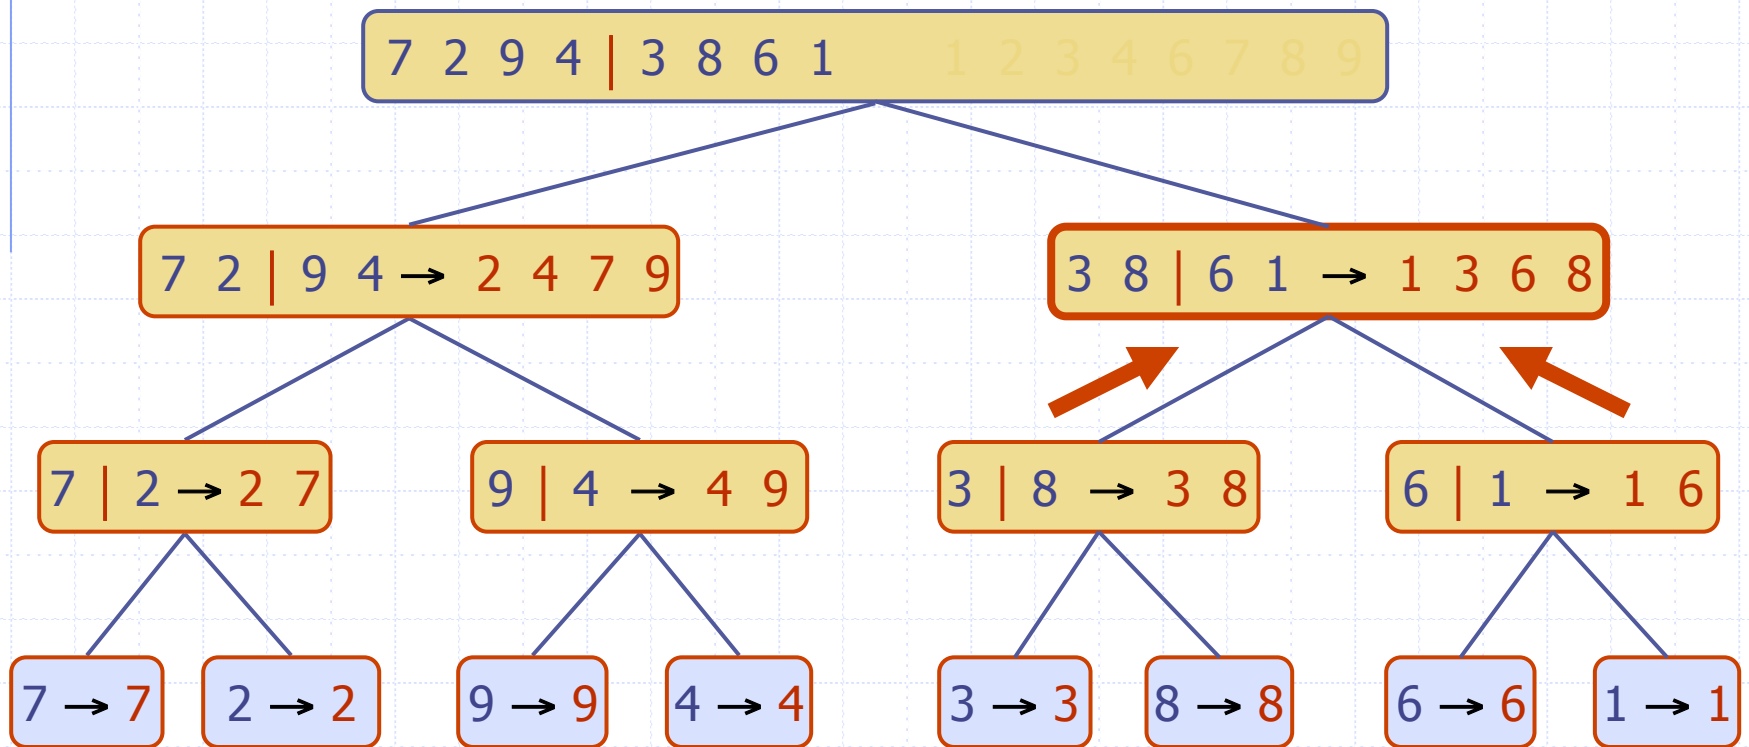 7 2 9 4 | 3 8 6 1 1 2 3 4 6 7 8 9
7 2 | 9 4 → 2 4 7 9
3 8 | 6 1 → 1 3 6 8
7 | 2 → 2 7
9 | 4 → 4 9
3 | 8 → 3 8
6 | 1 → 1 6
7 → 7
2 → 2
9 → 9
4 → 4
3 → 3
8 → 8
6 → 6
1 → 1